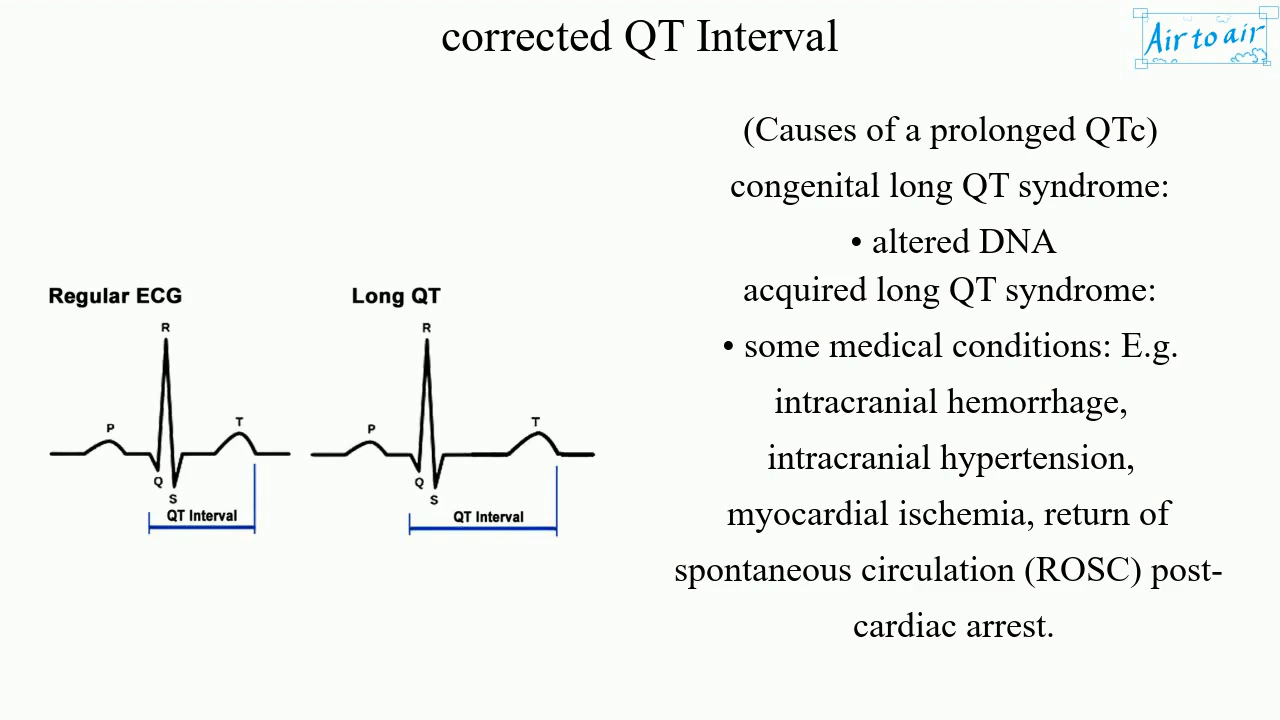 corrected QT Interval
Air to air
(Causes of a prolonged QTc)
congenital long QT syndrome:
• altered DNA
acquired long QT syndrome:
• some medical conditions: E.g.
intracranial hemorrhage,
intracranial hypertension,
myocardial ischemia, return of
spontaneous circulation (ROSC) post-
cardiac arrest.
Regular ECG
R
P
T
Q
S
QT Interval
Long QT
R
P
T
Q
S
QT Interval